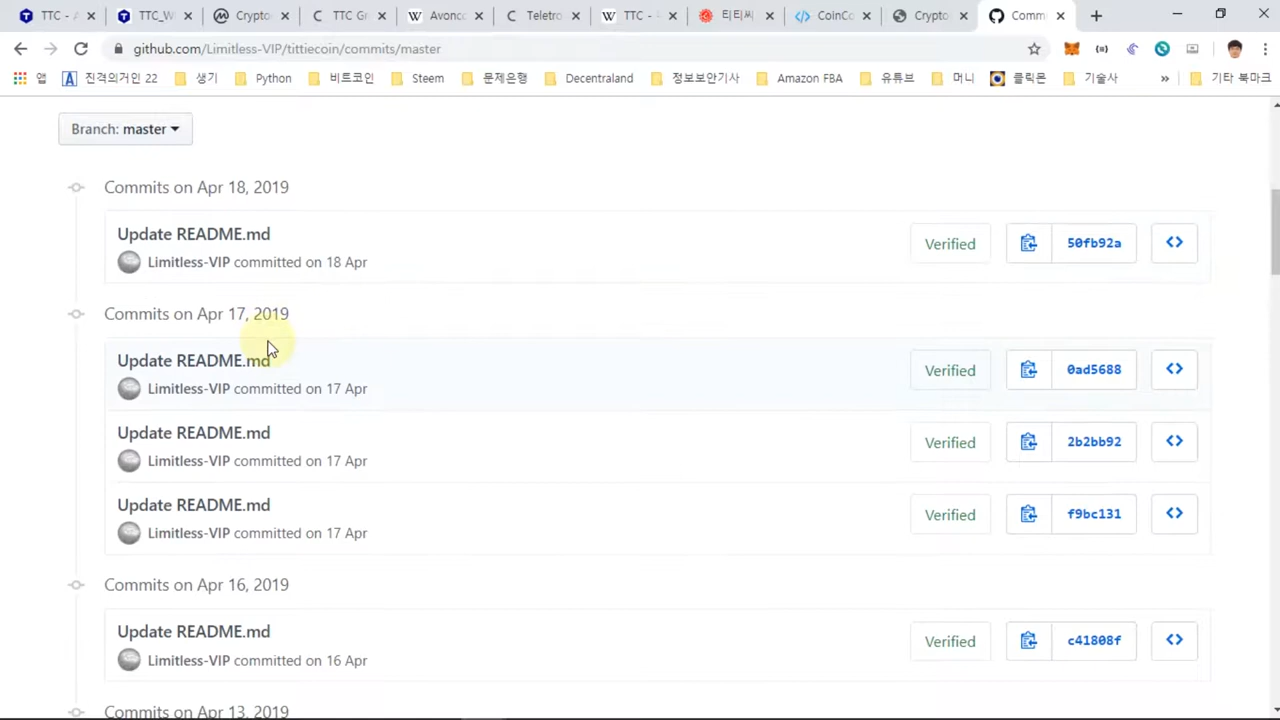 TTC -
TTC_W
Crypto
TTC Gr
Avonco
Teletro
TTC -
티티씨
CoinCo
Crypto
Comm
github.com/Limitless-VIP/tittiecoin/commits/master
앱
진격의거인 22
생기
Python
비트코인
Steem
문제은행
Decentraland
정보보안기사
Amazon FBA
유튜브
머니
클릭몬
기술사
»
기타 북마크
Branch: master
Commits on Apr 18, 2019
Update README.md
Verified
50fb92a
Limitless-VIP committed on 18 Apr
Commits on Apr 17, 2019
Update README.md
Verified
0ad5688
Limitless-VIP committed on 17 Apr
Update README.md
Verified
2b2bb92
Limitless-VIP committed on 17 Apr
Update README.md
Verified
f9bc131
Limitless-VIP committed on 17 Apr
Commits on Apr 16, 2019
Update README.md
Verified
c41808f
Limitless-VIP committed on 16 Apr
Commits on Apr 13, 2019